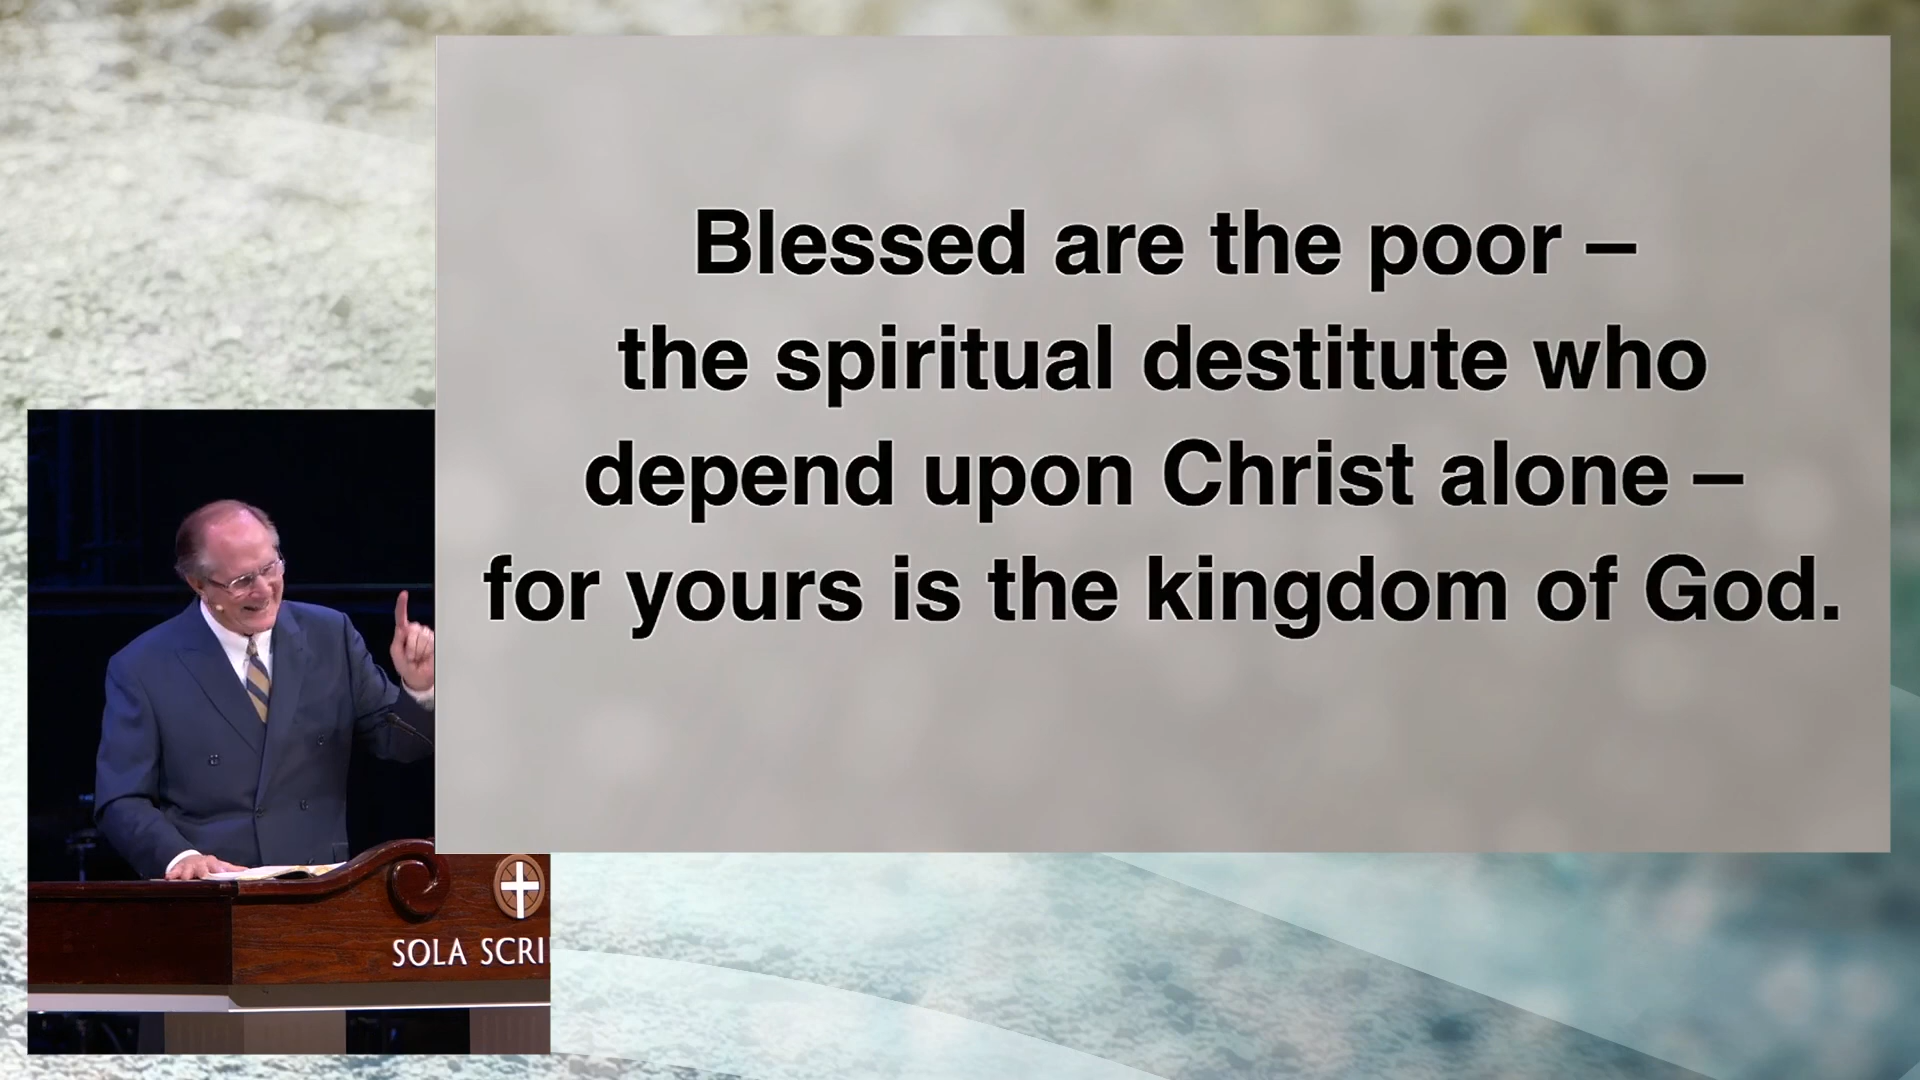 Blessed are the poor –
the spiritual destitute who
depend upon Christ alone –
for yours is the kingdom of God.
SOLA SCRI